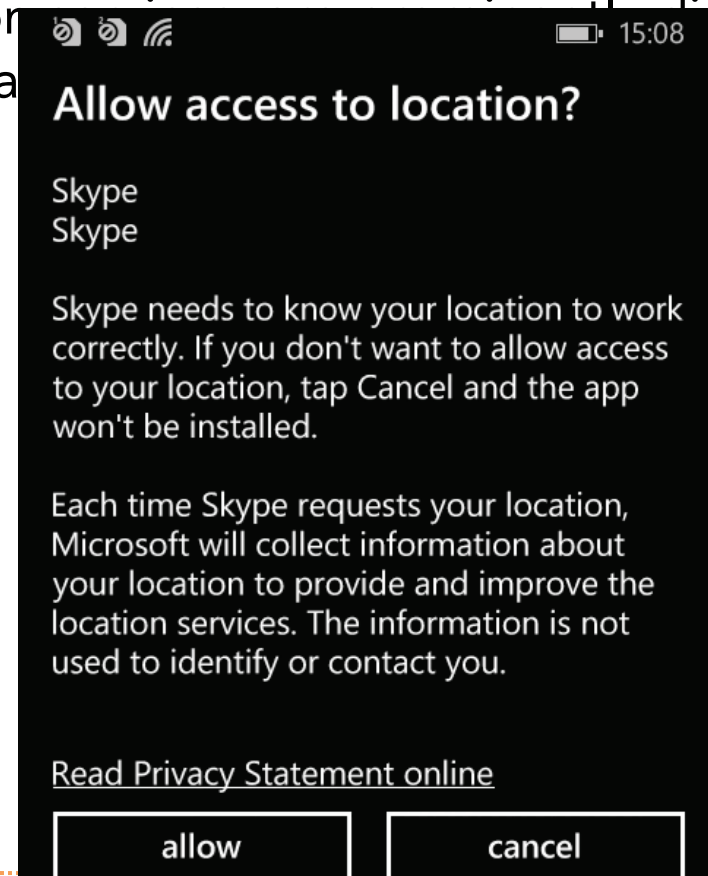 15:08
Allow access to location?
Skype
Skype
Skype needs to know your location to work
correctly. If you don't want to allow access
to your location, tap Cancel and the app
won't be installed.
Each time Skype requests your location,
Microsoft will collect information about
your location to provide and improve the
location services. The information is not
used to identify or contact you.
Read Privacy Statement online
allow
cancel